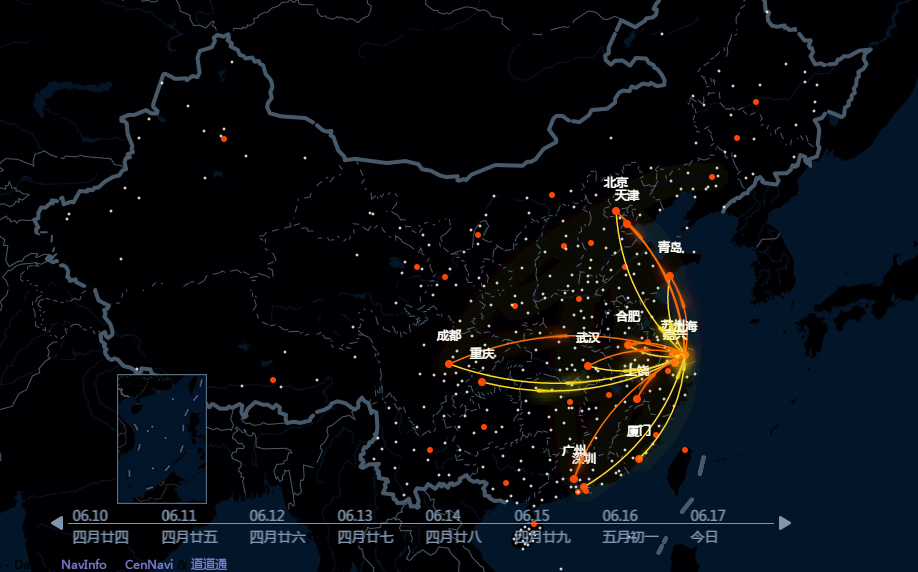 北京
天津
青岛
合肥
苏州
海
嘉兴
成都
武汉
重庆
上饶
厦门
广州
深圳
06.10 06.11 06.12 06.13 06.14 06.15 06.16 06.17
四月廿四 四月廿五 四月廿六 四月廿七 四月廿八 四月廿九 五月初一 今日
NavInfo CenNavi 道道通